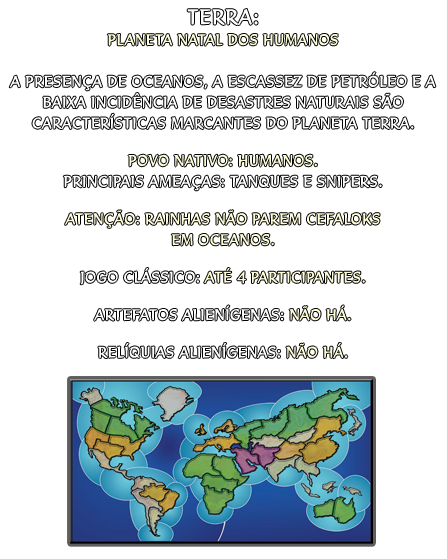 TERRA:
PLANETA NATAL DOS HUMANOS
A PRESENÇA DE OCEANOS, A ESCASSEZ DE PETRÓLEO E A
BAIXA INCIDÊNCIA DE DESASTRES NATURAIS SÃO
CARACTERÍSTICAS MARCANTES DO PLANETA TERRA.
POVO NATIVO: HUMANOS.
PRINCIPAIS AMEAÇAS: TANQUES E SNIPERS.
ATENÇÃO: RAINHAS NÃO PAREM CEFALOKS
EM OCEANOS.
JOGO CLÁSSICO: ATÉ 4 PARTICIPANTES.
ARTEFATOS ALIENÍGENAS: NÃO HÁ.
RELÍQUIAS ALIENÍGENAS: NÃO HÁ.